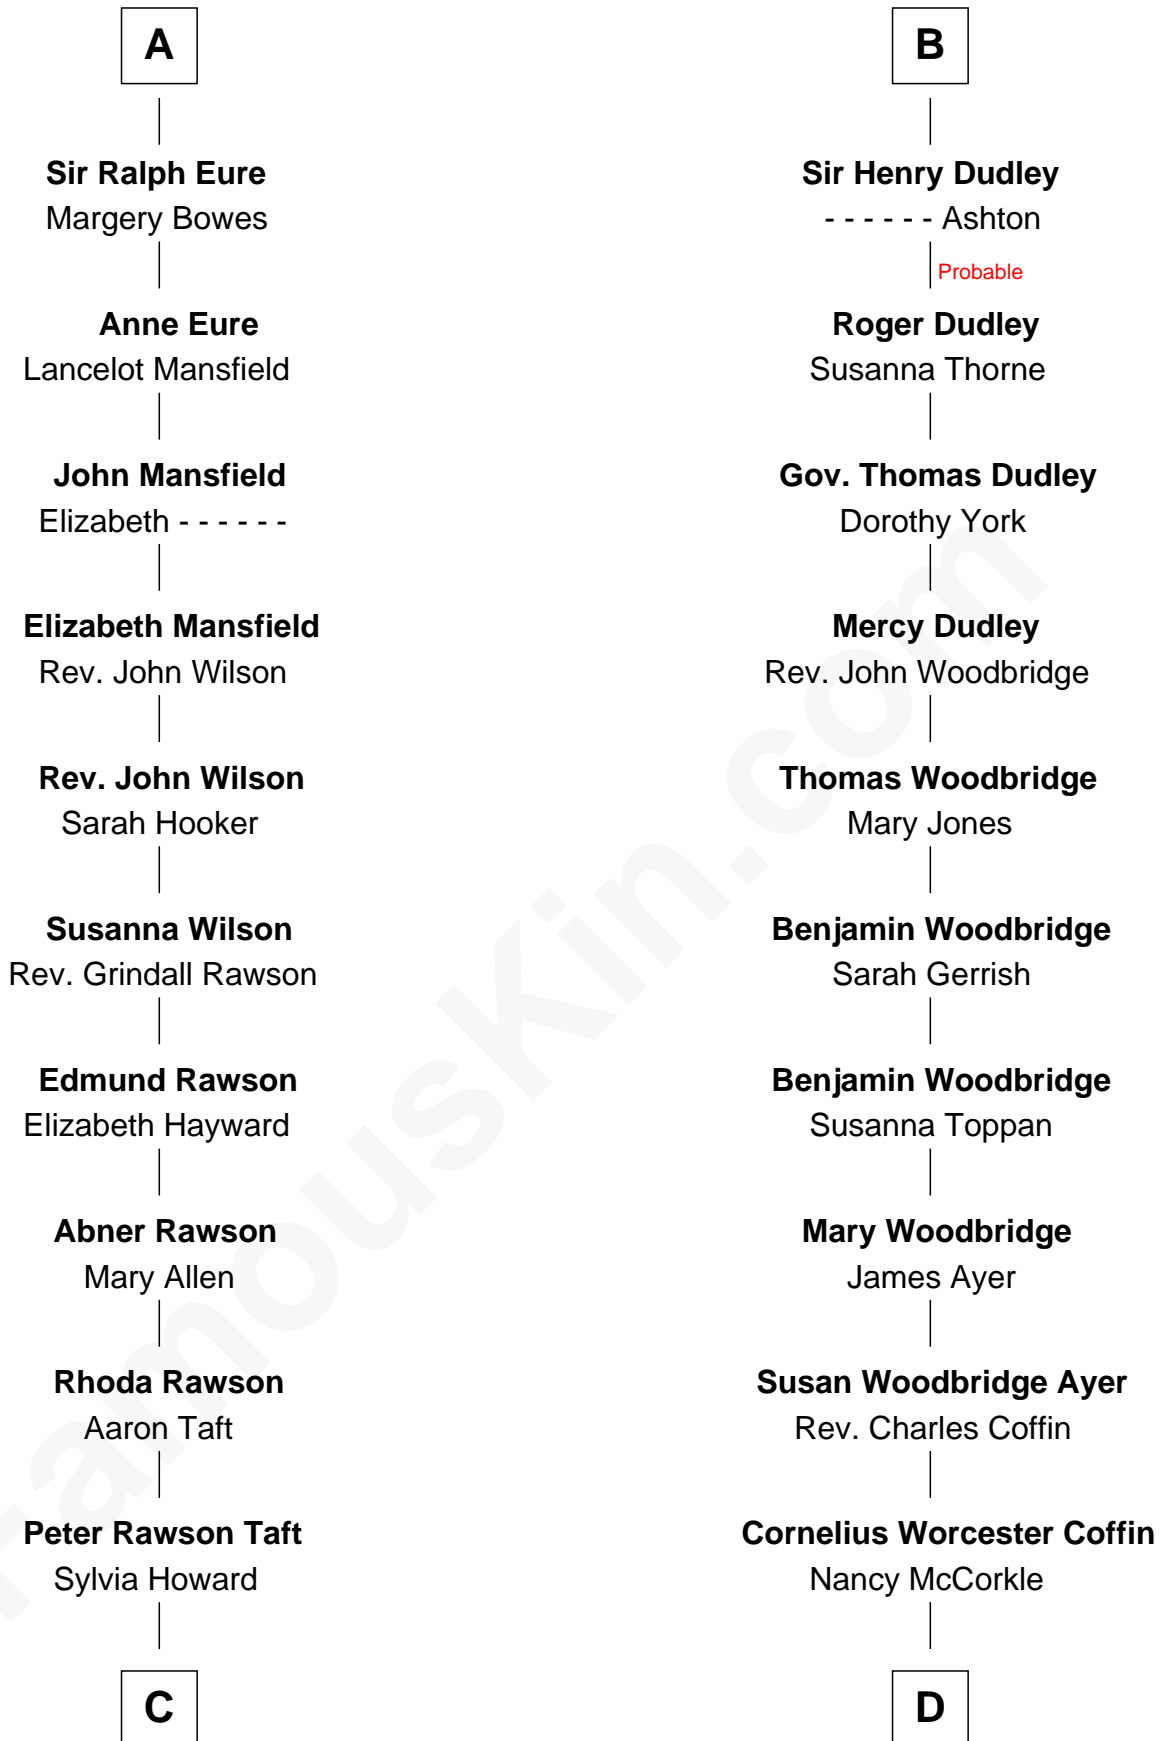 A
Sir Ralph Eure
Margery Bowes
Anne Eure
Lancelot Mansfield
John Mansfield
Elizabeth - - - - - -
Elizabeth Mansfield
Rev. John Wilson
Rev. John Wilson
Sarah Hooker
Susanna Wilson
Rev. Grindall Rawson
Edmund Rawson
Elizabeth Hayward
Abner Rawson
Mary Allen
Rhoda Rawson
Aaron Taft
Peter Rawson Taft
Sylvia Howard
C
B
Sir Henry Dudley
- - - - - - Ashton
Probable
Roger Dudley
Susanna Thorne
Gov. Thomas Dudley
Dorothy York
Mercy Dudley
Rev. John Woodbridge
Thomas Woodbridge
Mary Jones
Benjamin Woodbridge
Sarah Gerrish
Benjamin Woodbridge
Susanna Toppan
Mary Woodbridge
James Ayer
Susan Woodbridge Ayer
Rev. Charles Coffin
Cornelius Worcester Coffin
Nancy McCorkle
D
FamousKin.com